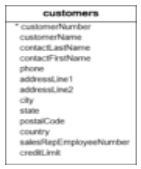 customers
* customerNumber
customerName
contactLastName
contactFirstName
phone
addressLine1
addressLine2
city
state
postalCode
country
salesRepEmployeeNumber
creditLimit